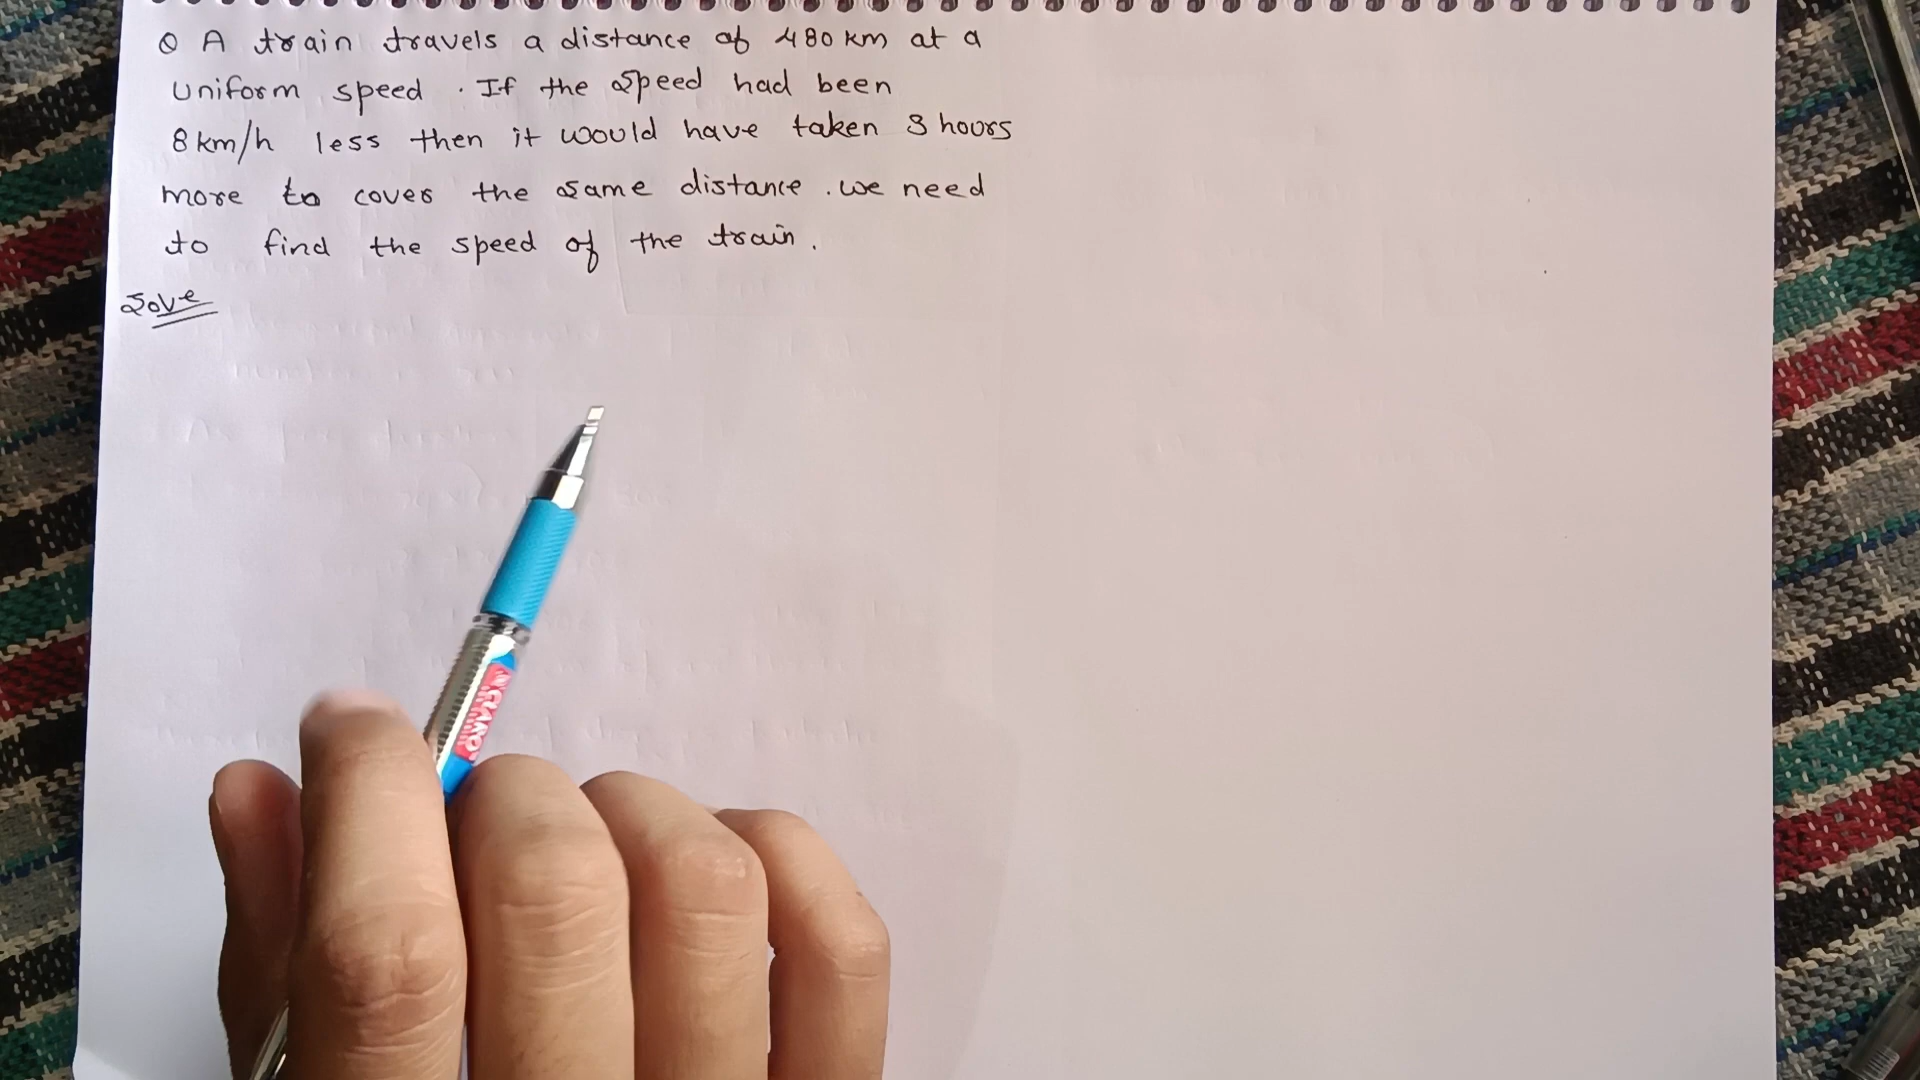 Q A train travels a distance of 480 km at a
uniform speed . If the speed had been
8 km/h less then it would have taken 3 hours
more to cover the same distance . we need
to find the speed of the train .
Sove
CLARO